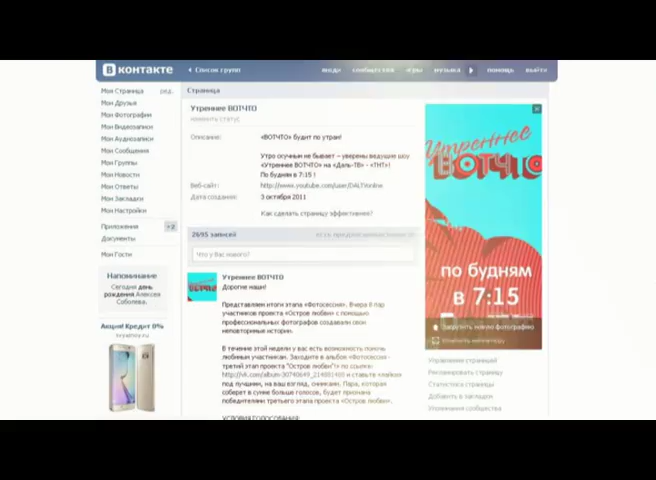 В контакте
Список групп
люди сообщества игры музыка помощь выйти
Моя Страница ред.
Мои Друзья
Мои Фотографии
Мои Видеозаписи
Мои Аудиозаписи
Мои Сообщения
Мои Группы
Мои Новости
Мои Ответы
Мои Закладки
Мои Настройки
Приложения +2
Документы
Мои Гости
Напоминание
Сегодня день
рождения Алексея
Соболева.
Акция! Кредит 0%
Страница
Утреннее ВОТЧТО
изменить статус
Описание: «ВОТЧТО» будит по утрам!
Утро скучным не бывает – уверены ведущие шоу
«Утреннее ВОТЧТО» на «Даль-ТВ» - «ТНТ»!
По будням в 7:15 !
Веб-сайт: http://www.youtube.com/user/DALTVonline
Дата создания: 3 октября 2011
Как сделать страницу эффективнее?
2695 записей
Что у Вас нового?
Утреннее ВОТЧТО
Дорогие наши!
Представляем итоги этапа «Фотосессия». Вчера 8 пар
участников проекта «Остров любви» с помощью
профессиональных фотографов создавали свои
неповторимые истории.
В течение этой недели у вас есть возможность помочь
любимым участникам. Заходите в альбом «Фотосессия-
третий этап проекта "Остров любви"» по ссылке:
и ставьте «лайки»
под лучшими, на ваш взгляд, снимками. Пара, которая
соберет в сумме больше голосов, будет признана
победителями третьего этапа проекта «Остров любви».
УСЛОВИЯ ГОЛОСОВАНИЯ:
Утреннее
ВОТЧТО
по будням
в 7:15
Загрузить новую фотографию
Управление страницей
Рекламировать страницу
Статистика страницы
Добавить в закладки
Упоминания сообщества